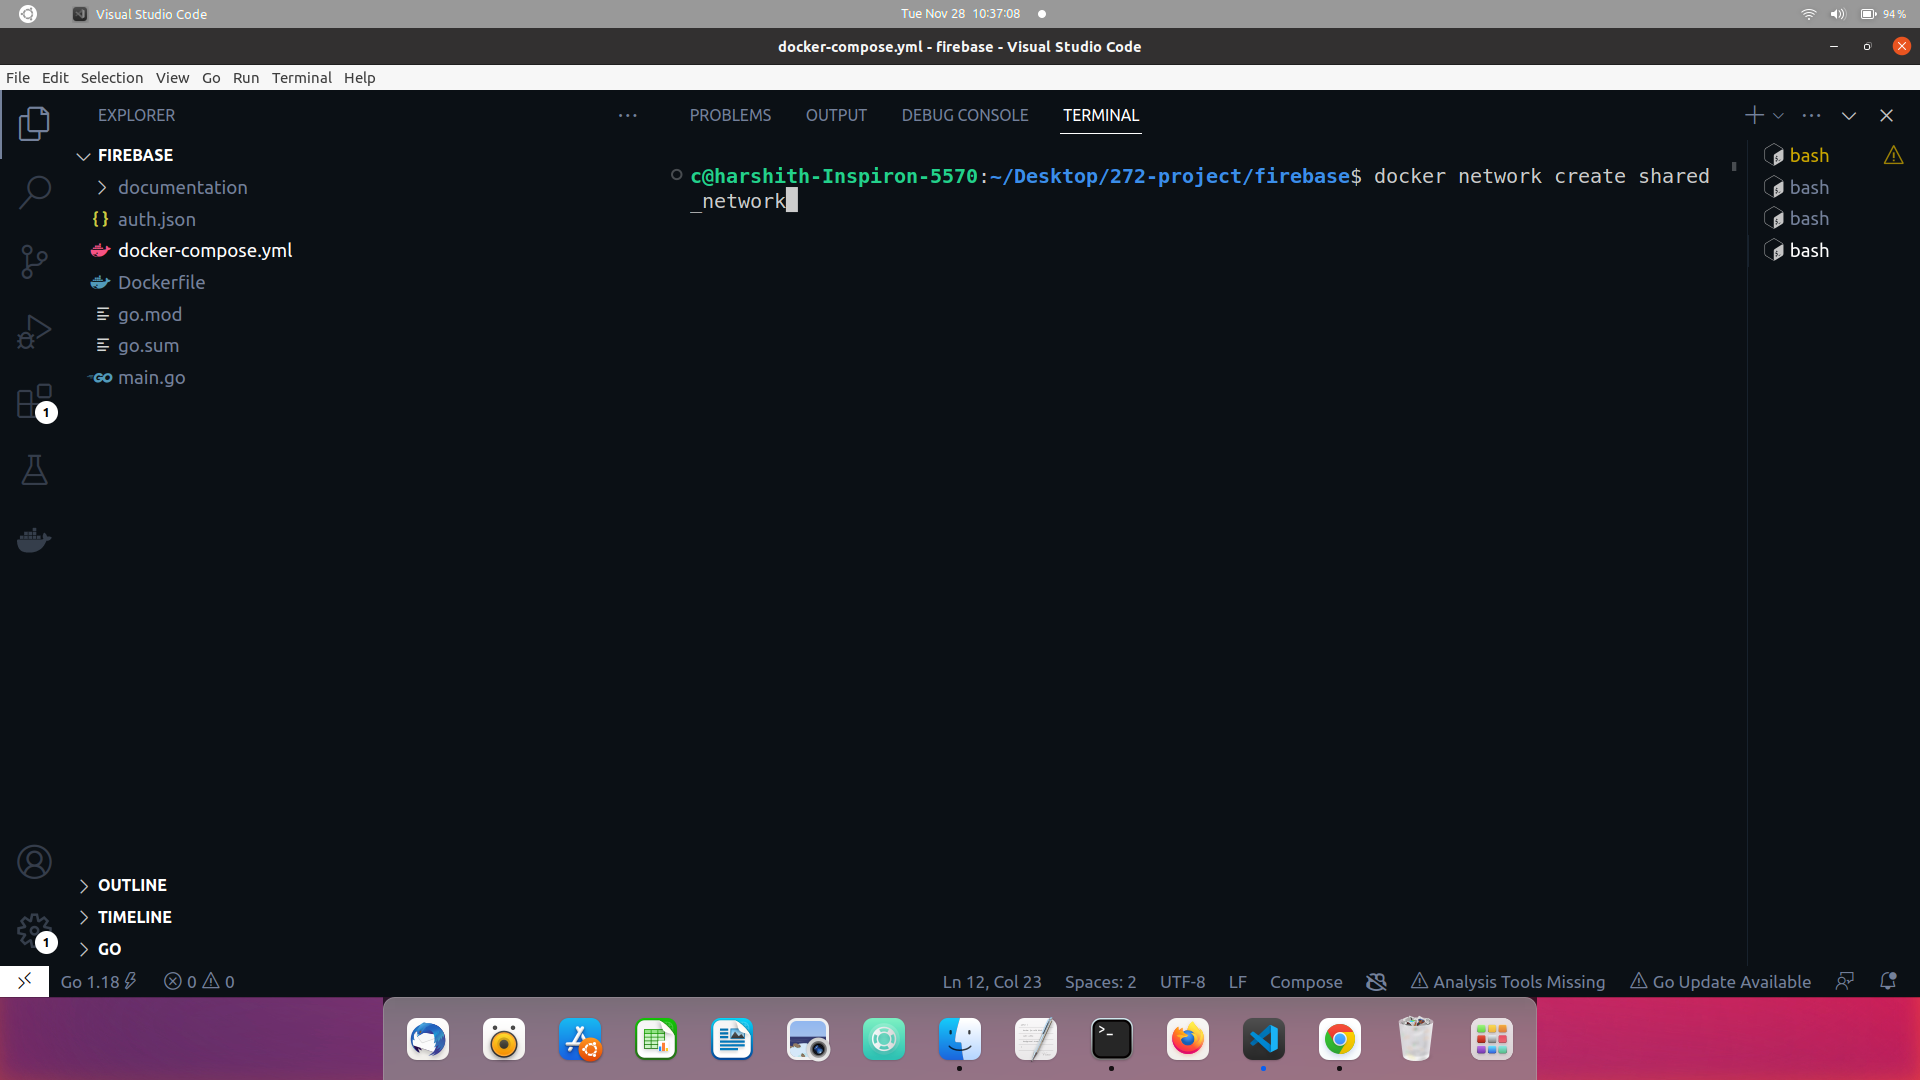 Visual Studio Code
Tue Nov 28 10:37:08
94%
docker-compose.yml - firebase - Visual Studio Code
File Edit Selection View Go Run Terminal Help
EXPLORER
FIREBASE
documentation
{} auth.json
docker-compose.yml
Dockerfile
go.mod
go.sum
GO main.go
1
OUTLINE
TIMELINE
GO
1
PROBLEMS OUTPUT DEBUG CONSOLE TERMINAL
c@harshith-Inspiron-5570:~/Desktop/272-project/firebase$ docker network create shared
_network
bash
bash
bash
bash
Go 1.18 0 0
Ln 12, Col 23 Spaces: 2 UTF-8 LF Compose Analysis Tools Missing Go Update Available